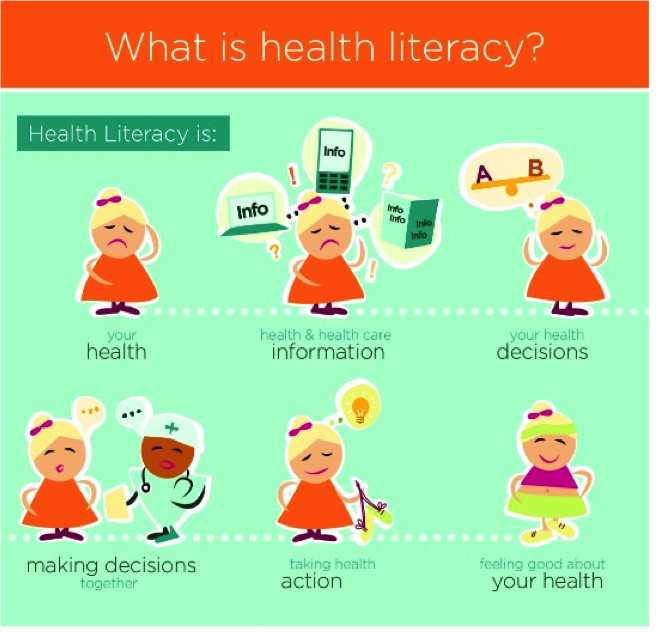 What is health literacy?
Health Literacy is:
Info
Info
Info
Info
Info
Info
!
?
?
!
A B
your
health
health & health care
information
your health
decisions
making decisions
together
taking health
action
feeling good about
your health